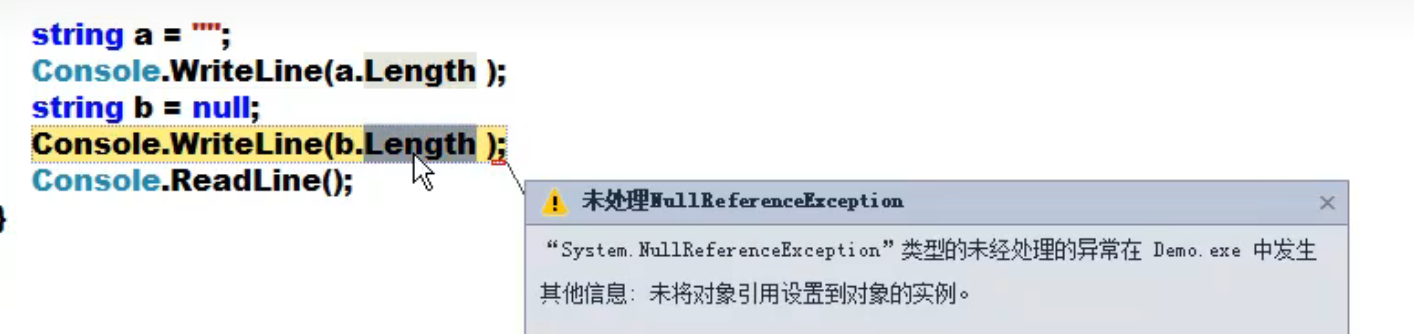 string a = "";
Console.WriteLine(a.Length );
string b = null;
Console.WriteLine(b.Length );
Console.ReadLine();
}
未处理NullReferenceException
“System.NullReferenceException”类型的未经处理的异常在 Demo.exe 中发生
其他信息: 未将对象引用设置到对象的实例。